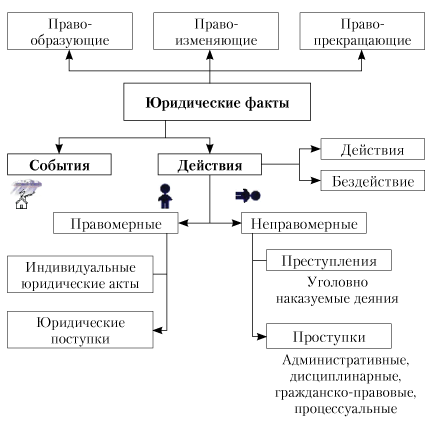 Право-
образующие
Право-
изменяющие
Право-
прекращающие
Юридические факты
События
Действия
Действия
Бездействие
Правомерные
Неправомерные
Индивидуальные
юридические акты
Юридические
поступки
Преступления
Уголовно
наказуемые деяния
Проступки
Административные,
дисциплинарные,
гражданско-правовые,
процессуальные